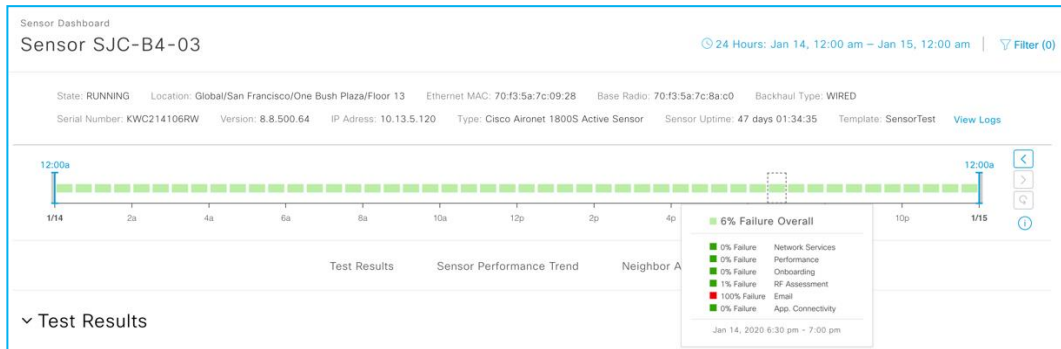 Sensor Dashboard
Sensor SJC-B4-03
24 Hours: Jan 14, 12:00 am – Jan 15, 12:00 am
Filter (0)
State: RUNNING Location: Global/San Francisco/One Bush Plaza/Floor 13 Ethernet MAC: 70:f3:5a:7c:09:28 Base Radio: 70:f3:5a:7c:8a:c0 Backhaul Type: WIRED
Serial Number: KWC214106RW Version: 8.8.500.64 IP Adress: 10.13.5.120 Type: Cisco Aironet 1800S Active Sensor Sensor Uptime: 47 days 01:34:35 Template: SensorTest View Logs
12:00a 12:00a
1/14 2a 4a 6a 8a 10a 12p 2p 4p 10p 1/15
6% Failure Overall
0% Failure Network Services
0% Failure Performance
0% Failure Onboarding
1% Failure RF Assessment
100% Failure Email
0% Failure App. Connectivity
Jan 14, 2020 6:30 pm - 7:00 pm
Test Results Sensor Performance Trend Neighbor A
Test Results